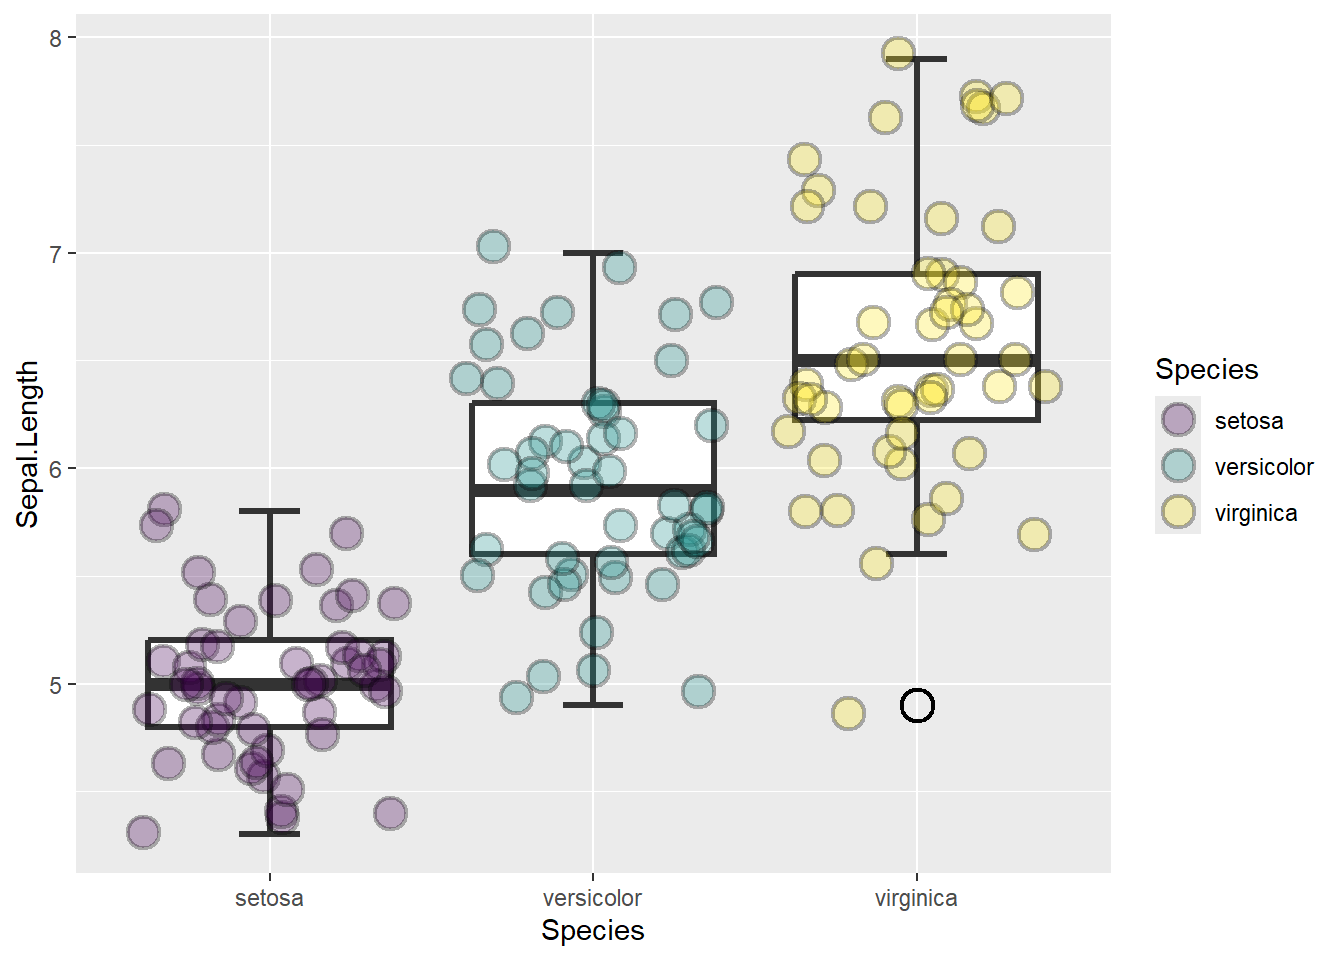 8
7
6
5
Sepal.Length
setosa
versicolor
virginica
Species
Species
setosa
versicolor
virginica